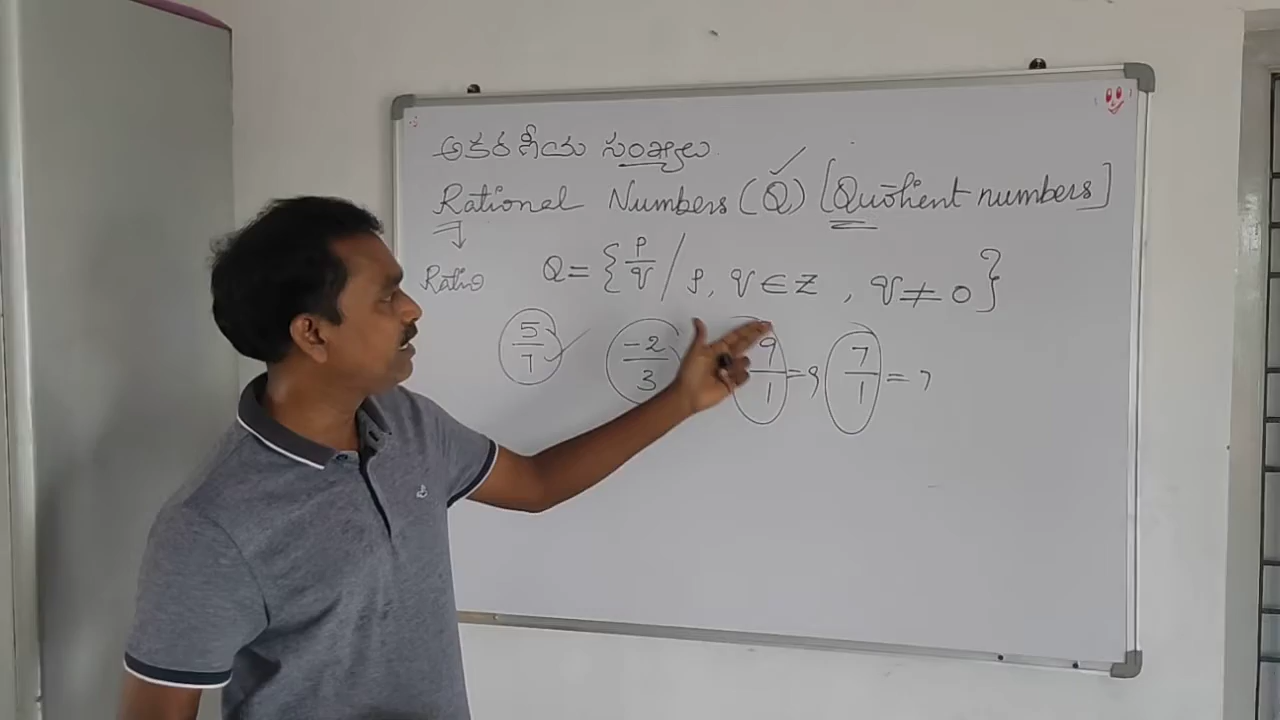 అకరణీయ సంఖ్యలు
Rational Numbers (Q) [Quotient numbers]
Ratio
Q = { p/q / p, q ∈ Z , q ≠ 0 }
5/7 -2/3 9/1 = 9 7/1 = 7